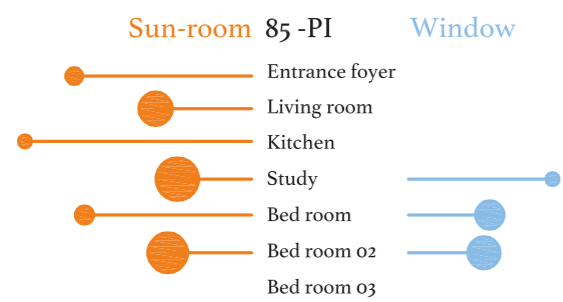 Sun-room 85 -PI Window
Entrance foyer
Living room
Kitchen
Study
Bed room
Bed room 02
Bed room 03